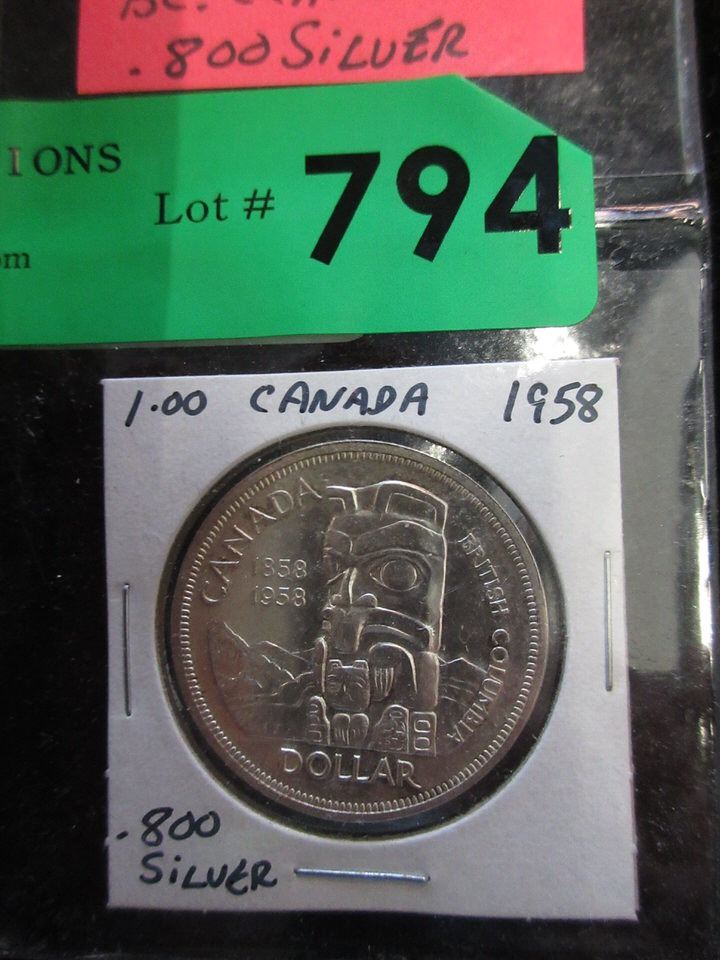 .800 SILVER
IONS
Lot # 794
om
1.00 CANADA 1958
CANADA
1858
1958
BRITISH COLUMBIA
DOLLAR
.800
SILVER